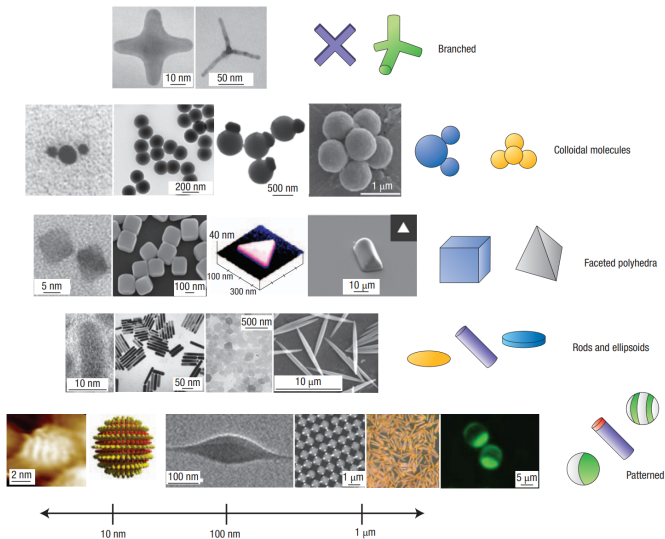 10 nm
50 nm
Branched
200 nm
500 nm
1 μm
Colloidal molecules
5 nm
100 nm
40 nm
100 nm
300 nm
10 μm
Faceted polyhedra
10 nm
50 nm
500 nm
10 μm
Rods and ellipsoids
2 nm
100 nm
1 μm
5 μm
Patterned
10 nm
100 nm
1 μm